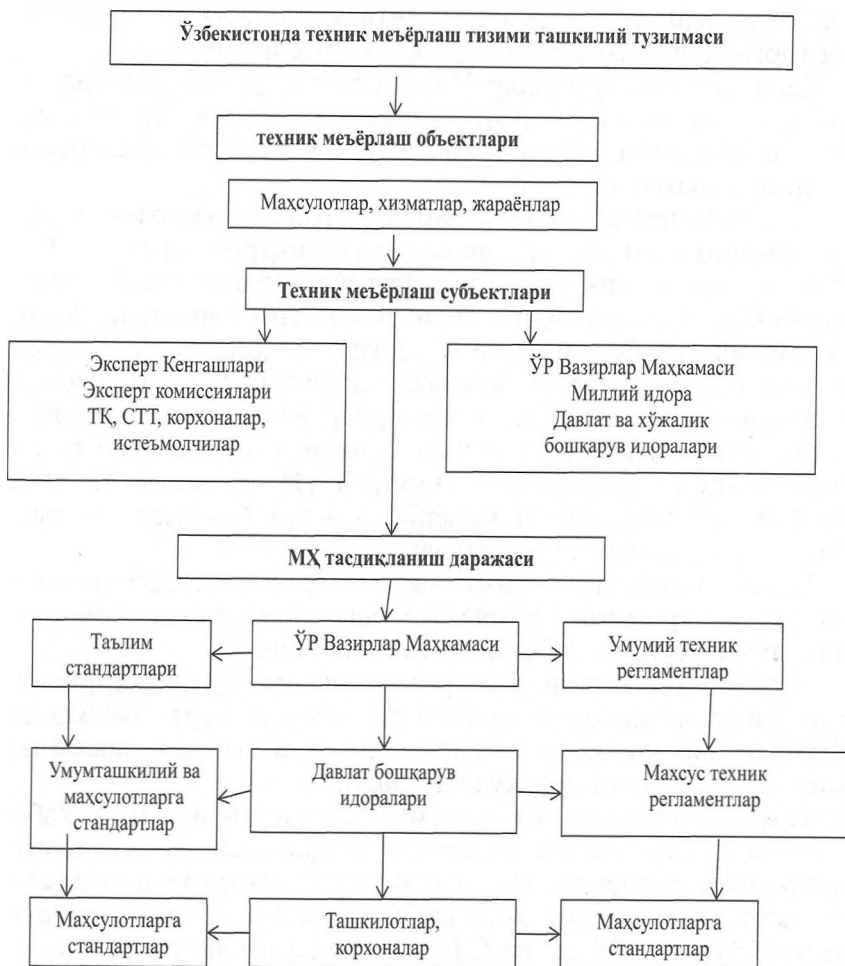 Ўзбекистонда техник меъёрлаш тизими ташкилий тузилмаси
техник меъёрлаш объектлари
Маҳсулотлар, хизматлар, жараёнлар
Техник меъёрлаш субъектлари
Эксперт Кенгашлари
Эксперт комиссиялари
ТҚ, СТТ, корхоналар,
истеъмолчилар
ЎР Вазирлар Маҳкамаси
Миллий идора
Давлат ва хўжалик
бошқарув идоралари
МҲ тасдиқланиш даражаси
Таълим
стандартлари
ЎР Вазирлар Маҳкамаси
Умумий техник
регламентлар
Умумташкилий ва
маҳсулотларга
стандартлар
Давлат бошқарув
идоралари
Махсус техник
регламентлар
Маҳсулотларга
стандартлар
Ташкилотлар,
корхоналар
Маҳсулотларга
стандартлар